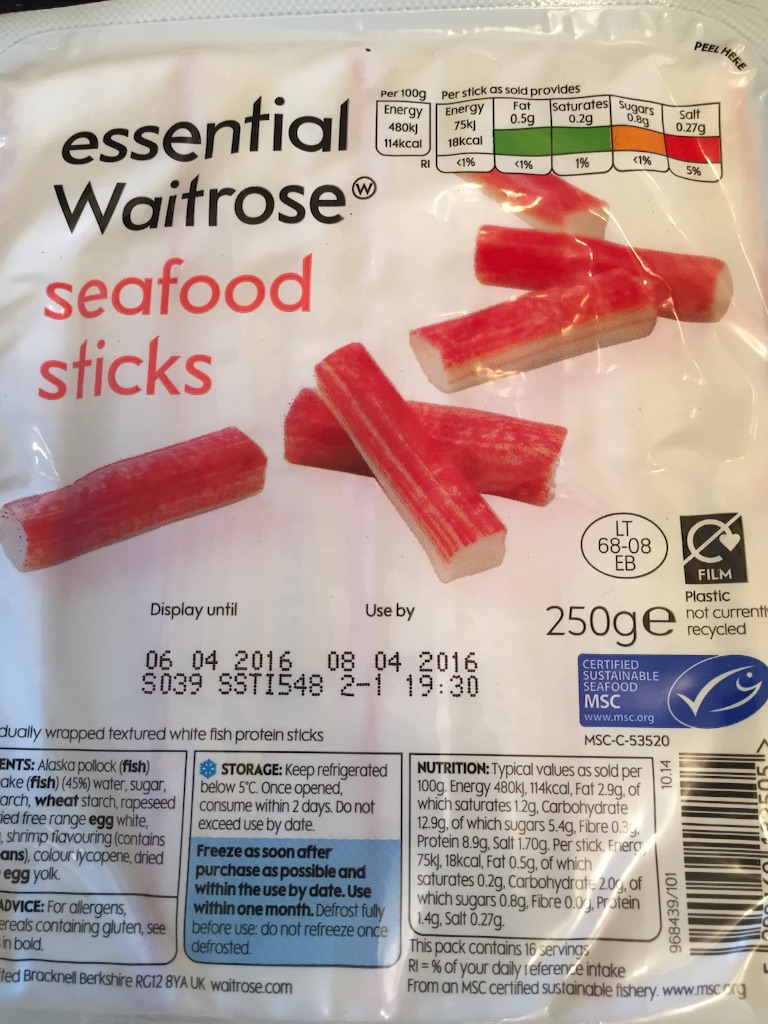 PEEL HERE
Per 100g Per stick as sold provides
Energy 480kJ 114kcal
Energy 75kJ 18kcal <1%
Fat 0.5g <1%
Saturates 0.2g 1%
Sugars 0.8g <1%
Salt 0.27g 5%
RI
essential
Waitrose
seafood
sticks
LT
68-08
EB
FILM
Plastic
not currently
recycled
250g e
Display until Use by
06 04 2016 08 04 2016
S039 SSTI548 2-1 19:30
CERTIFIED
SUSTAINABLE
SEAFOOD
MSC
www.msc.org
MSC-C-53520
dually wrapped textured white fish protein sticks
ENTS: Alaska pollock (fish)
ake (fish) (45%) water, sugar,
arch, wheat starch, rapeseed
ied free range egg white,
, shrimp flavouring (contains
ans), colour lycopene, dried
egg yolk.
ADVICE: For allergens,
ereals containing gluten, see
in bold.
STORAGE: Keep refrigerated
below 5°C. Once opened,
consume within 2 days. Do not
exceed use by date.
Freeze as soon after
purchase as possible and
within the use by date. Use
within one month. Defrost fully
before use: do not refreeze once
defrosted.
NUTRITION: Typical values as sold per
100g. Energy 480kJ, 114kcal, Fat 2.9g, of
which saturates 1.2g, Carbohydrate
12.9g, of which sugars 5.4g, Fibre 0.3g,
Protein 8.9g, Salt 1.70g. Per stick. Energy
75kJ, 18kcal, Fat 0.5g, of which
saturates 0.2g, Carbohydrate 2.0g, of
which sugars 0.8g, Fibre 0.0g, Protein
1.4g, Salt 0.27g.
This pack contains 16 servings
RI = % of your daily reference intake
From an MSC certified sustainable fishery. www.msc.org
ted Bracknell Berkshire RG12 8YA UK waitrose.com
10.14
968439/101